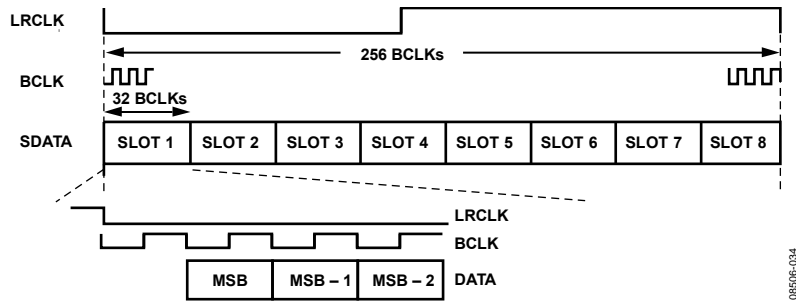 LRCLK
256 BCLKs
BCLK
32 BCLKs
SDATA SLOT 1 SLOT 2 SLOT 3 SLOT 4 SLOT 5 SLOT 6 SLOT 7 SLOT 8
LRCLK
BCLK
MSB MSB – 1 MSB – 2 DATA
08506-034